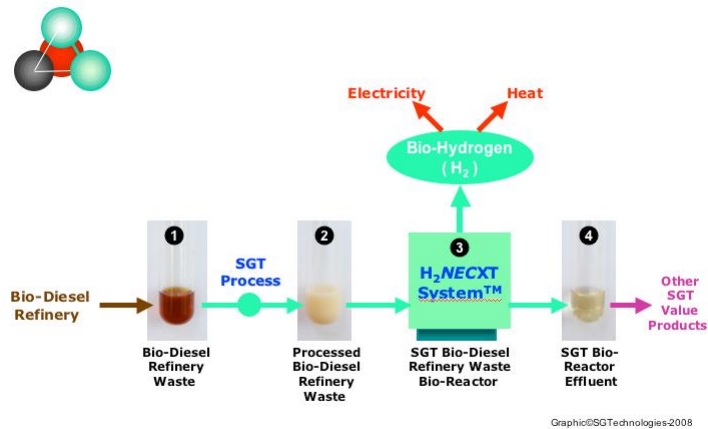 Electricity
Heat
Bio-Hydrogen
(H₂)
1
2
3
4
SGT
Process
H₂NECXT
System™
Bio-Diesel
Refinery
Other
SGT
Value
Products
Bio-Diesel
Refinery
Waste
Processed
Bio-Diesel
Refinery
Waste
SGT Bio-Diesel
Refinery Waste
Bio-Reactor
SGT Bio-
Reactor
Effluent
Graphic©SGTechnologies-2008